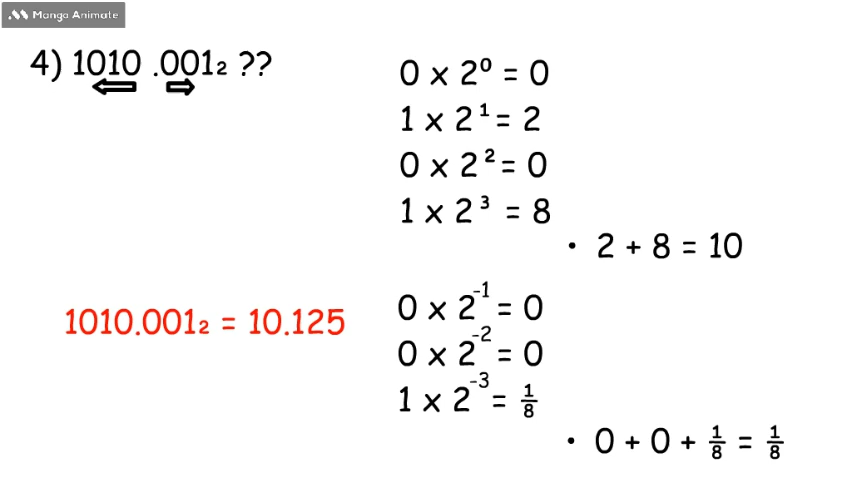 Mango Animate
4) 1010 .001₂ ??
0 x 2⁰ = 0
1 x 2¹ = 2
0 x 2² = 0
1 x 2³ = 8
• 2 + 8 = 10
1010.001₂ = 10.125
0 x 2⁻¹ = 0
0 x 2⁻² = 0
1 x 2⁻³ = 1/8
• 0 + 0 + 1/8 = 1/8